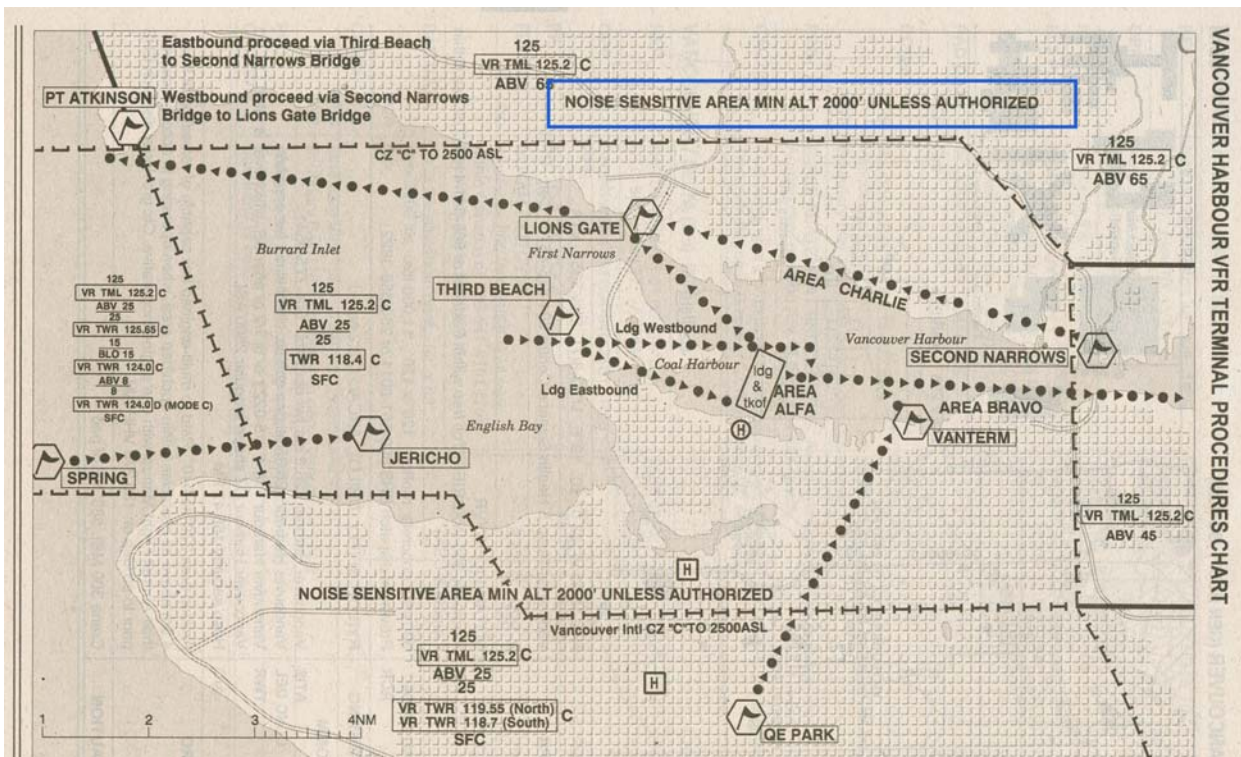 VANCOUVER HARBOUR VFR TERMINAL PROCEDURES CHART
Eastbound proceed via Third Beach
to Second Narrows Bridge
125
VR TML 125.2 C
ABV 65
PT ATKINSON
Westbound proceed via Second Narrows
Bridge to Lions Gate Bridge
NOISE SENSITIVE AREA MIN ALT 2000' UNLESS AUTHORIZED
CZ "C" TO 2500 ASL
125
VR TML 125.2 C
ABV 65
LIONS GATE
First Narrows
Burrard Inlet
AREA CHARLIE
THIRD BEACH
125
VR TML 125.2 C
ABV 25
25
VR TWR 125.65 C
15
BLO 15
VR TWR 124.0 C
ABV 8
8
VR TWR 124.0 D (MODE C)
SFC
125
VR TML 125.2 C
ABV 25
25
TWR 118.4 C
SFC
Ldg Westbound
Vancouver Harbour
SECOND NARROWS
Coal Harbour
ldg
&
tkof
AREA
ALFA
Ldg Eastbound
AREA BRAVO
English Bay
H
VANTERM
JERICHO
SPRING
125
VR TML 125.2 C
ABV 45
H
NOISE SENSITIVE AREA MIN ALT 2000' UNLESS AUTHORIZED
Vancouver Intl CZ "C"TO 2500ASL
125
VR TML 125.2 C
ABV 25
25
VR TWR 119.55 (North)
VR TWR 118.7 (South) C
SFC
H
QE PARK
1 2 3 4NM